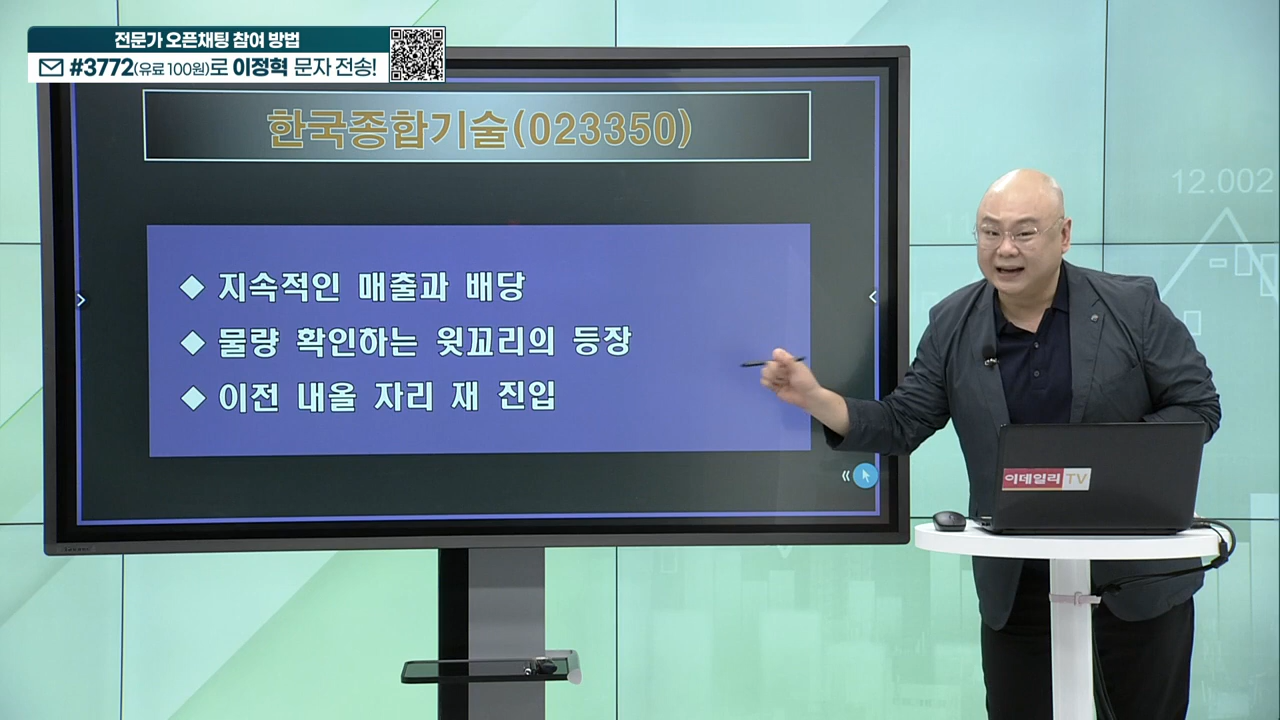 전문가 오픈채팅 참여 방법
#3772(유료 100원)로 이정혁 문자 전송!
한국종합기술(023350)
◆ 지속적인 매출과 배당
◆ 물량 확인하는 윗꼬리의 등장
◆ 이전 내올 자리 재 진입
12.002
이데일리TV